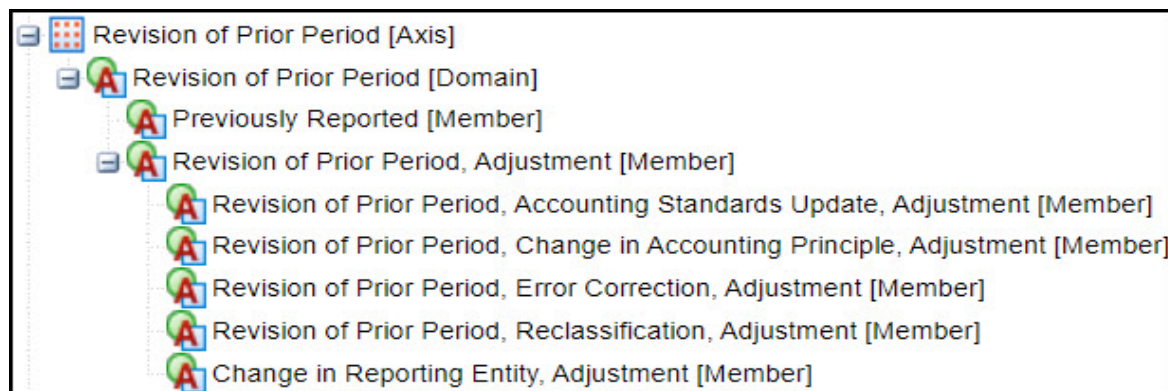 Revision of Prior Period [Axis]
Revision of Prior Period [Domain]
Previously Reported [Member]
Revision of Prior Period, Adjustment [Member]
Revision of Prior Period, Accounting Standards Update, Adjustment [Member]
Revision of Prior Period, Change in Accounting Principle, Adjustment [Member]
Revision of Prior Period, Error Correction, Adjustment [Member]
Revision of Prior Period, Reclassification, Adjustment [Member]
Change in Reporting Entity, Adjustment [Member]